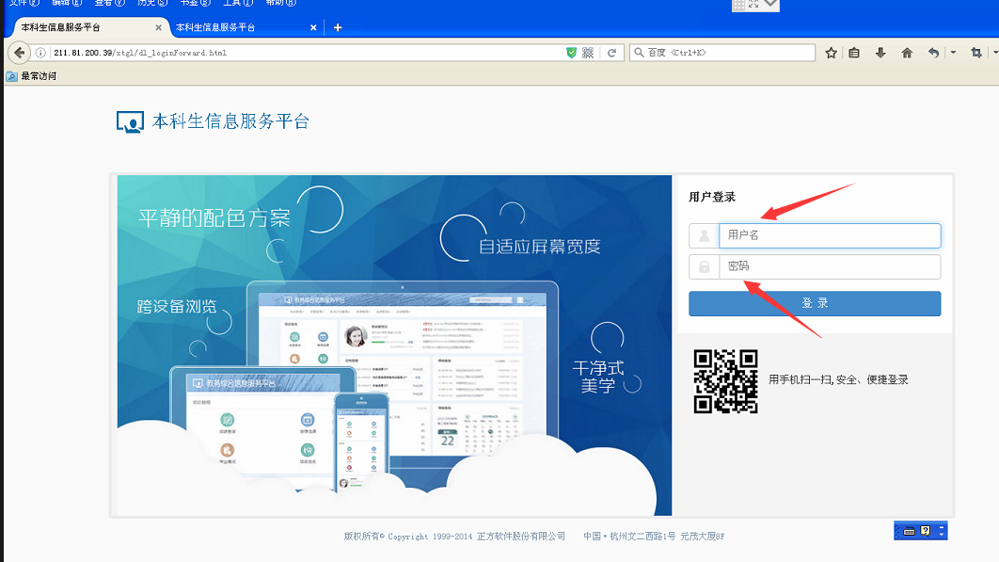 文件(F) 编辑(E) 查看(V) 历史(S) 书签(B) 工具(T) 帮助(H)
本科生信息服务平台 × 本科生信息服务平台 × +
211.81.200.39/xtgl/dl_loginForward.html 百度 <Ctrl+K>
最常访问
本科生信息服务平台
平静的配色方案
自适应屏幕宽度
跨设备浏览
干净式
美学
教务综合信息服务平台
教务综合信息服务平台
22
用户登录
用户名
密码
登 录
用手机扫一扫, 安全、便捷登录
版权所有© Copyright 1999-2014 正方软件股份有限公司 中国·杭州文二西路1号 元茂大厦8F